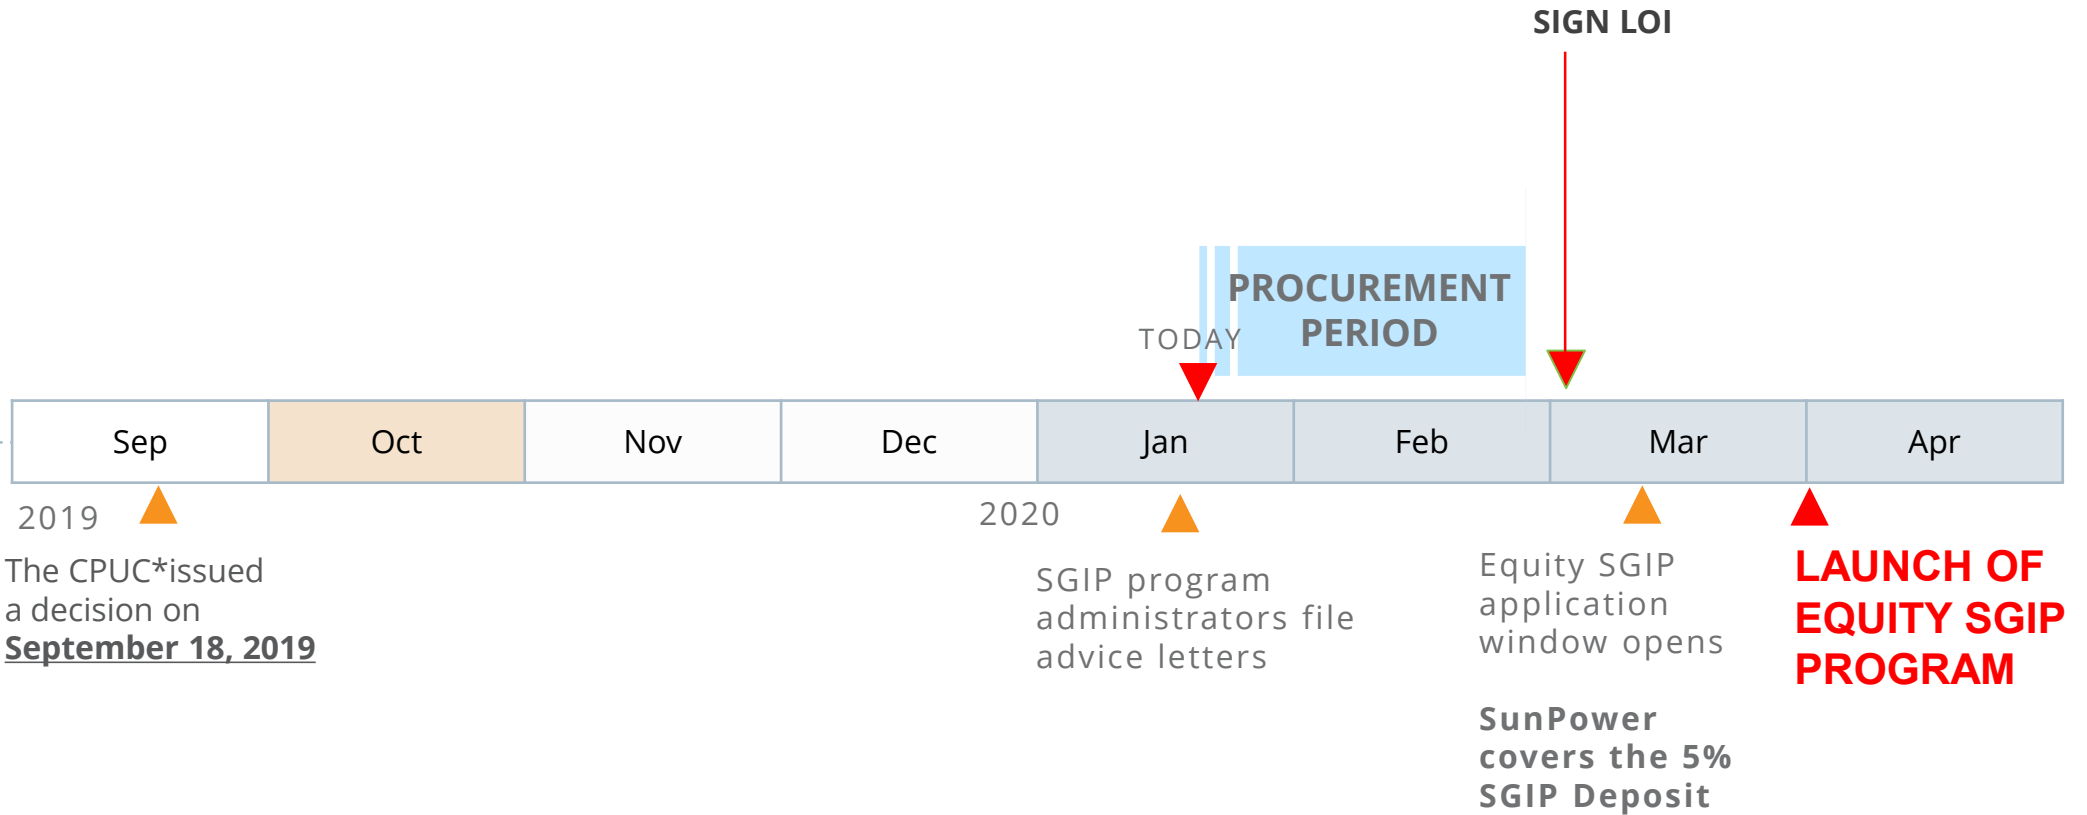 SIGN LOI
PROCUREMENT
PERIOD
TODAY
Sep
Oct
Nov
Dec
Jan
Feb
Mar
Apr
2019
2020
The CPUC*issued
a decision on
September 18, 2019
SGIP program
administrators file
advice letters
Equity SGIP
application
window opens
SunPower
covers the 5%
SGIP Deposit
LAUNCH OF
EQUITY SGIP
PROGRAM